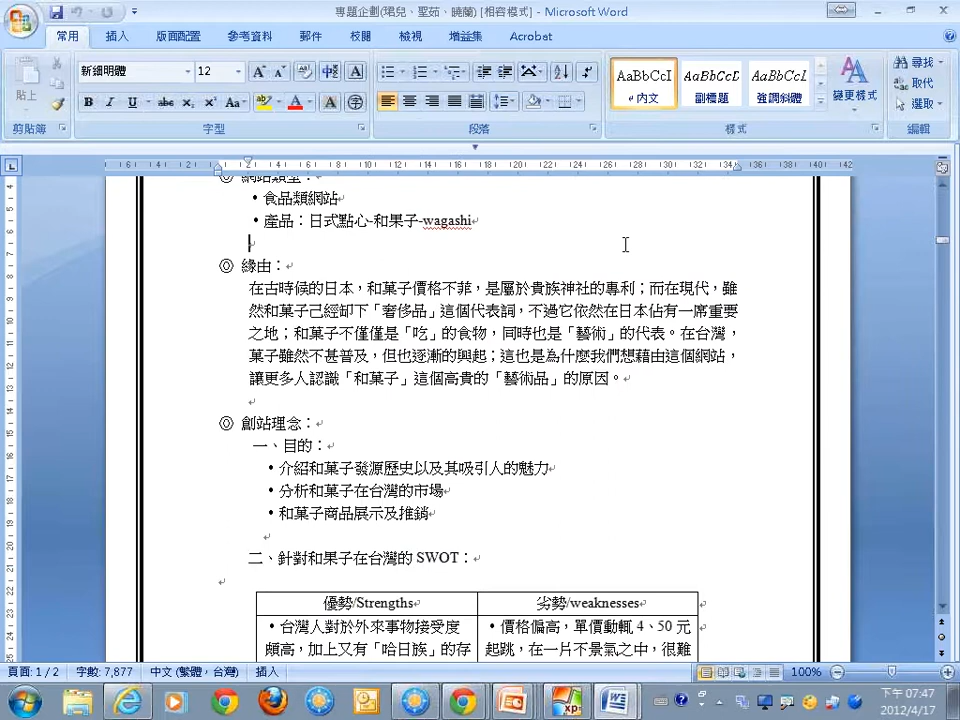 專題企劃(珺兒、聖茹、曉蘭) [相容模式] - Microsoft Word
常用 插入 版面配置 參考資料 郵件 校閱 檢視 增益集 Acrobat
新細明體 12
AaBbCcI AaBbCcD AaBbCcI
貼上 內文 副標題 強調斜體 變更樣式 尋找 取代 選取
剪貼簿 字型 段落 樣式 編輯
◎ 網站類型：
• 食品類網站
• 產品：日式點心-和果子-wagashi
◎ 緣由：
在古時候的日本，和菓子價格不菲，是屬於貴族神社的專利；而在現代，雖
然和菓子己經卸下「奢侈品」這個代表詞，不過它依然在日本佔有一席重要
之地；和菓子不僅僅是「吃」的食物，同時也是「藝術」的代表。在台灣，
菓子雖然不甚普及，但也逐漸的興起；這也是為什麼我們想藉由這個網站，
讓更多人認識「和菓子」這個高貴的「藝術品」的原因。
◎ 創站理念：
一、目的：
• 介紹和菓子發源歷史以及其吸引人的魅力
• 分析和菓子在台灣的市場
• 和菓子商品展示及推銷
二、針對和果子在台灣的 SWOT：
優勢/Strengths 劣勢/weaknesses
• 台灣人對於外來事物接受度 • 價格偏高，單價動輒 4、50 元
頗高，加上又有「哈日族」的存 起跳，在一片不景氣之中，很難
頁面: 1 / 2 字數: 7,877 中文 (繁體，台灣) 插入 100%
下午 07:47
2012/4/17